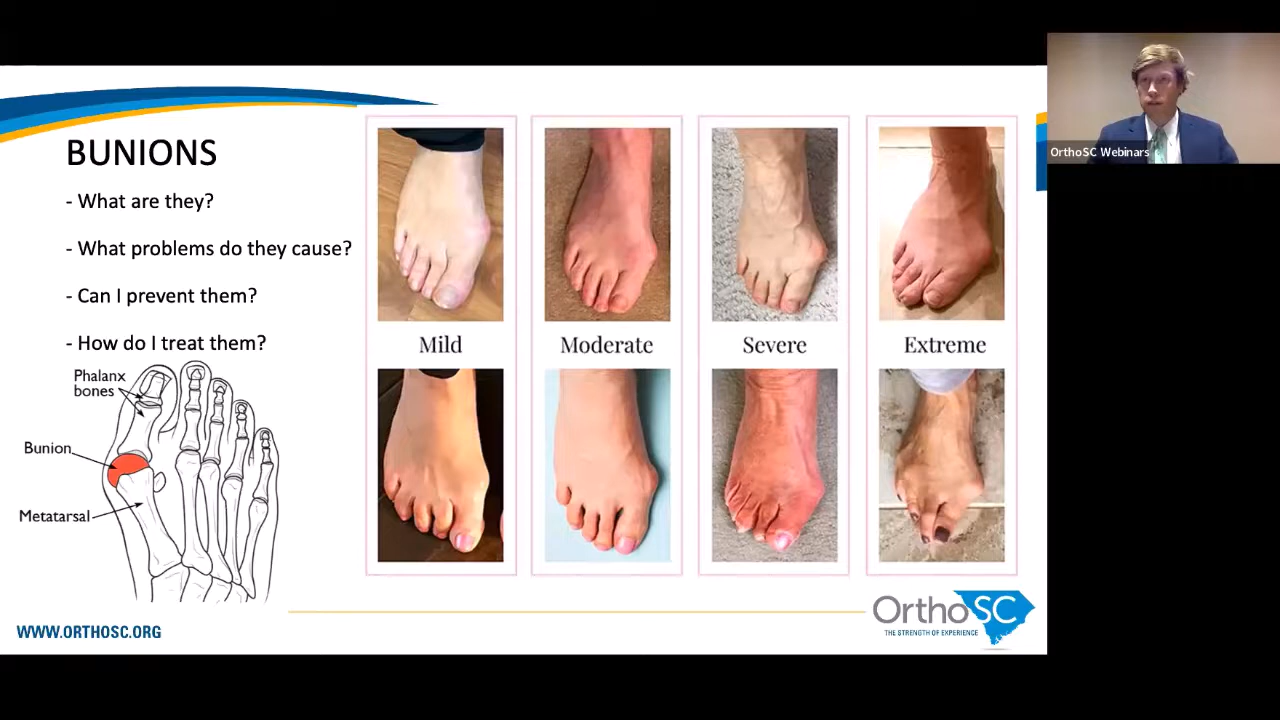 BUNIONS
- What are they?
- What problems do they cause?
- Can I prevent them?
- How do I treat them?
Phalanx
bones
Bunion
Metatarsal
Mild
Moderate
Severe
Extreme
WWW.ORTHOSC.ORG
OrthoSC
THE STRENGTH OF EXPERIENCE
OrthoSC Webinars